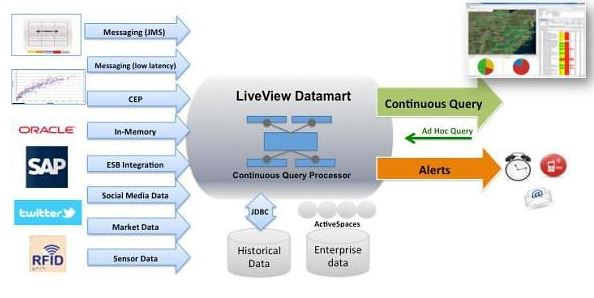 Messaging (JMS)
Messaging (low latency)
CEP
ORACLE
In-Memory
SAP
ESB Integration
Social Media Data
twitter
Market Data
RFiD
Sensor Data
LiveView Datamart
Continuous Query Processor
Continuous Query
Ad Hoc Query
Alerts
JDBC
ActiveSpaces
Historical
Data
Enterprise
data